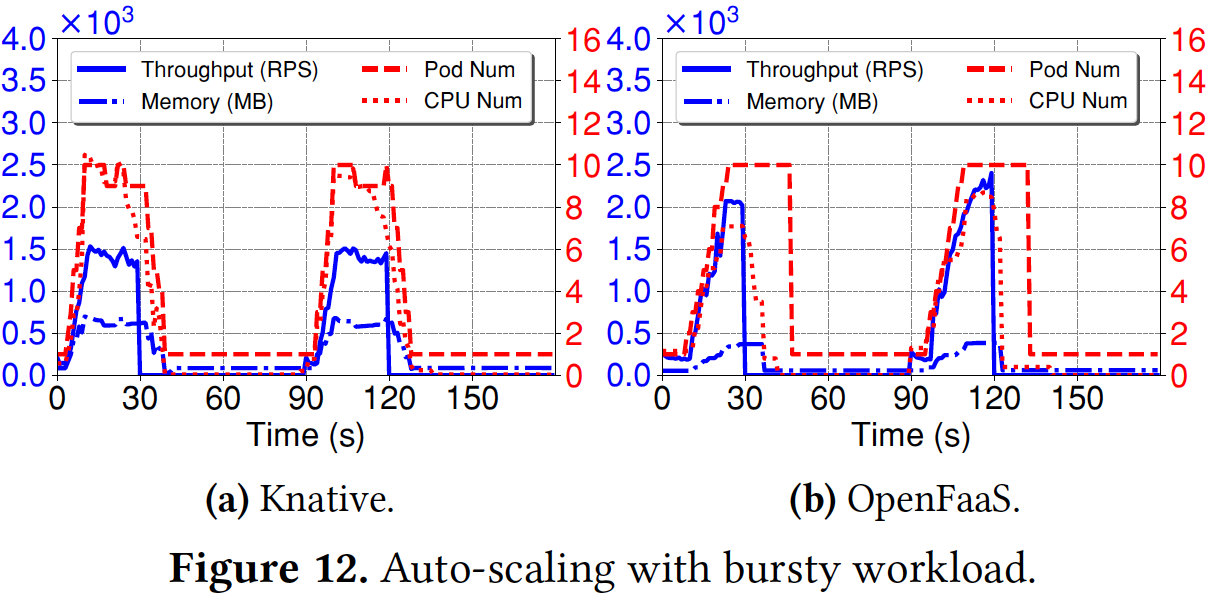 ×10³
4.0
3.5
3.0
2.5
2.0
1.5
1.0
0.5
0.0
16
14
12
10
8
6
4
2
0
Throughput (RPS)
Memory (MB)
Pod Num
CPU Num
0 30 60 90 120 150
Time (s)
(a) Knative.
×10³
4.0
3.5
3.0
2.5
2.0
1.5
1.0
0.5
0.0
16
14
12
10
8
6
4
2
0
Throughput (RPS)
Memory (MB)
Pod Num
CPU Num
0 30 60 90 120 150
Time (s)
(b) OpenFaaS.
Figure 12. Auto-scaling with bursty workload.